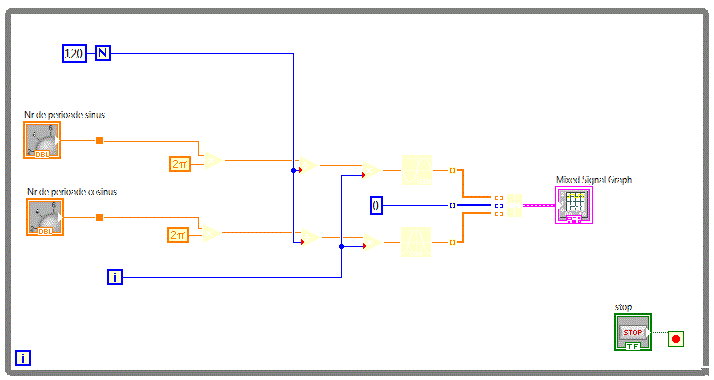 120 N
Nr de perioade sinus
DBL
2π
Nr de perioade cosinus
DBL
2π
0
Mixed Signal Graph
i
stop
STOP
TF
i